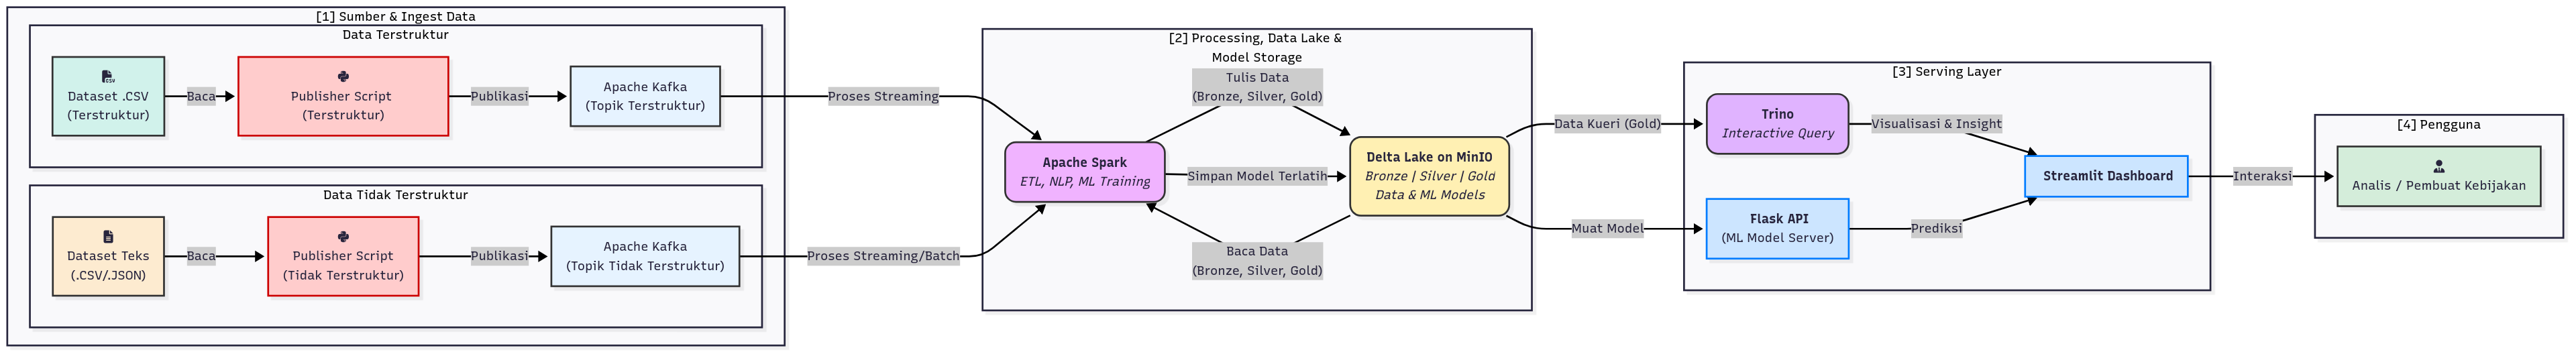 [1] Sumber & Ingest Data
Data Terstruktur
Dataset .CSV
(Terstruktur)
Baca
Publisher Script
(Terstruktur)
Publikasi
Apache Kafka
(Topik Terstruktur)
Data Tidak Terstruktur
Dataset Teks
(.CSV/.JSON)
Baca
Publisher Script
(Tidak Terstruktur)
Publikasi
Apache Kafka
(Topik Tidak Terstruktur)
Proses Streaming
Proses Streaming/Batch
[2] Processing, Data Lake &
Model Storage
Tulis Data
(Bronze, Silver, Gold)
Apache Spark
ETL, NLP, ML Training
Simpan Model Terlatih
Delta Lake on MinIO
Bronze | Silver | Gold
Data & ML Models
Baca Data
(Bronze, Silver, Gold)
Data Kueri (Gold)
Muat Model
[3] Serving Layer
Trino
Interactive Query
Visualisasi & Insight
Flask API
(ML Model Server)
Prediksi
Streamlit Dashboard
Interaksi
[4] Pengguna
Analis / Pembuat Kebijakan